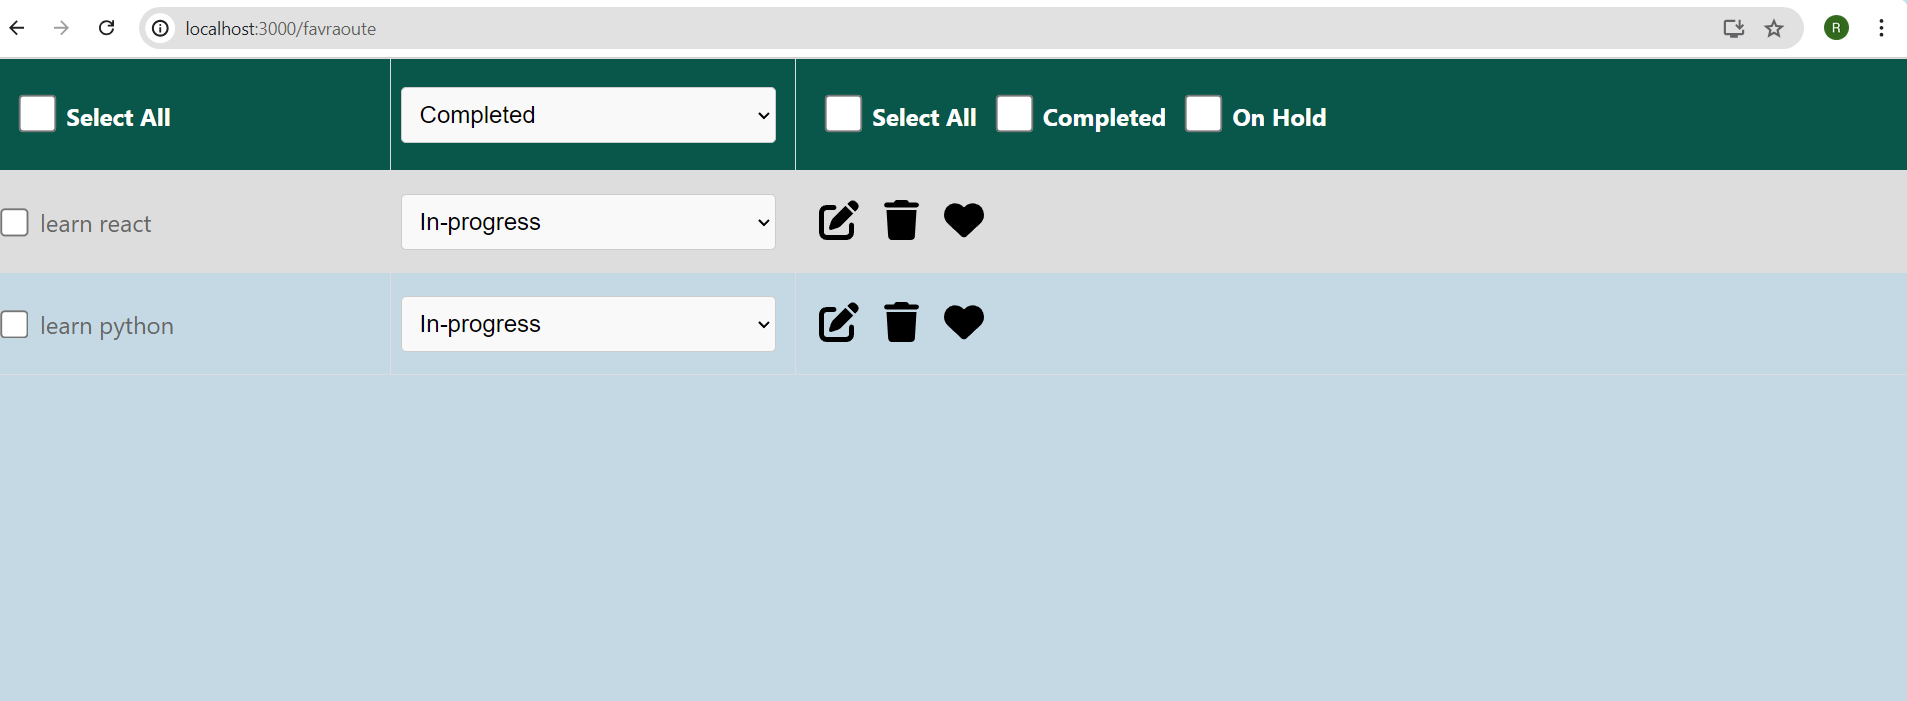 localhost:3000/favraoute
R
Select All
Completed
Select All
Completed
On Hold
learn react
In-progress
learn python
In-progress